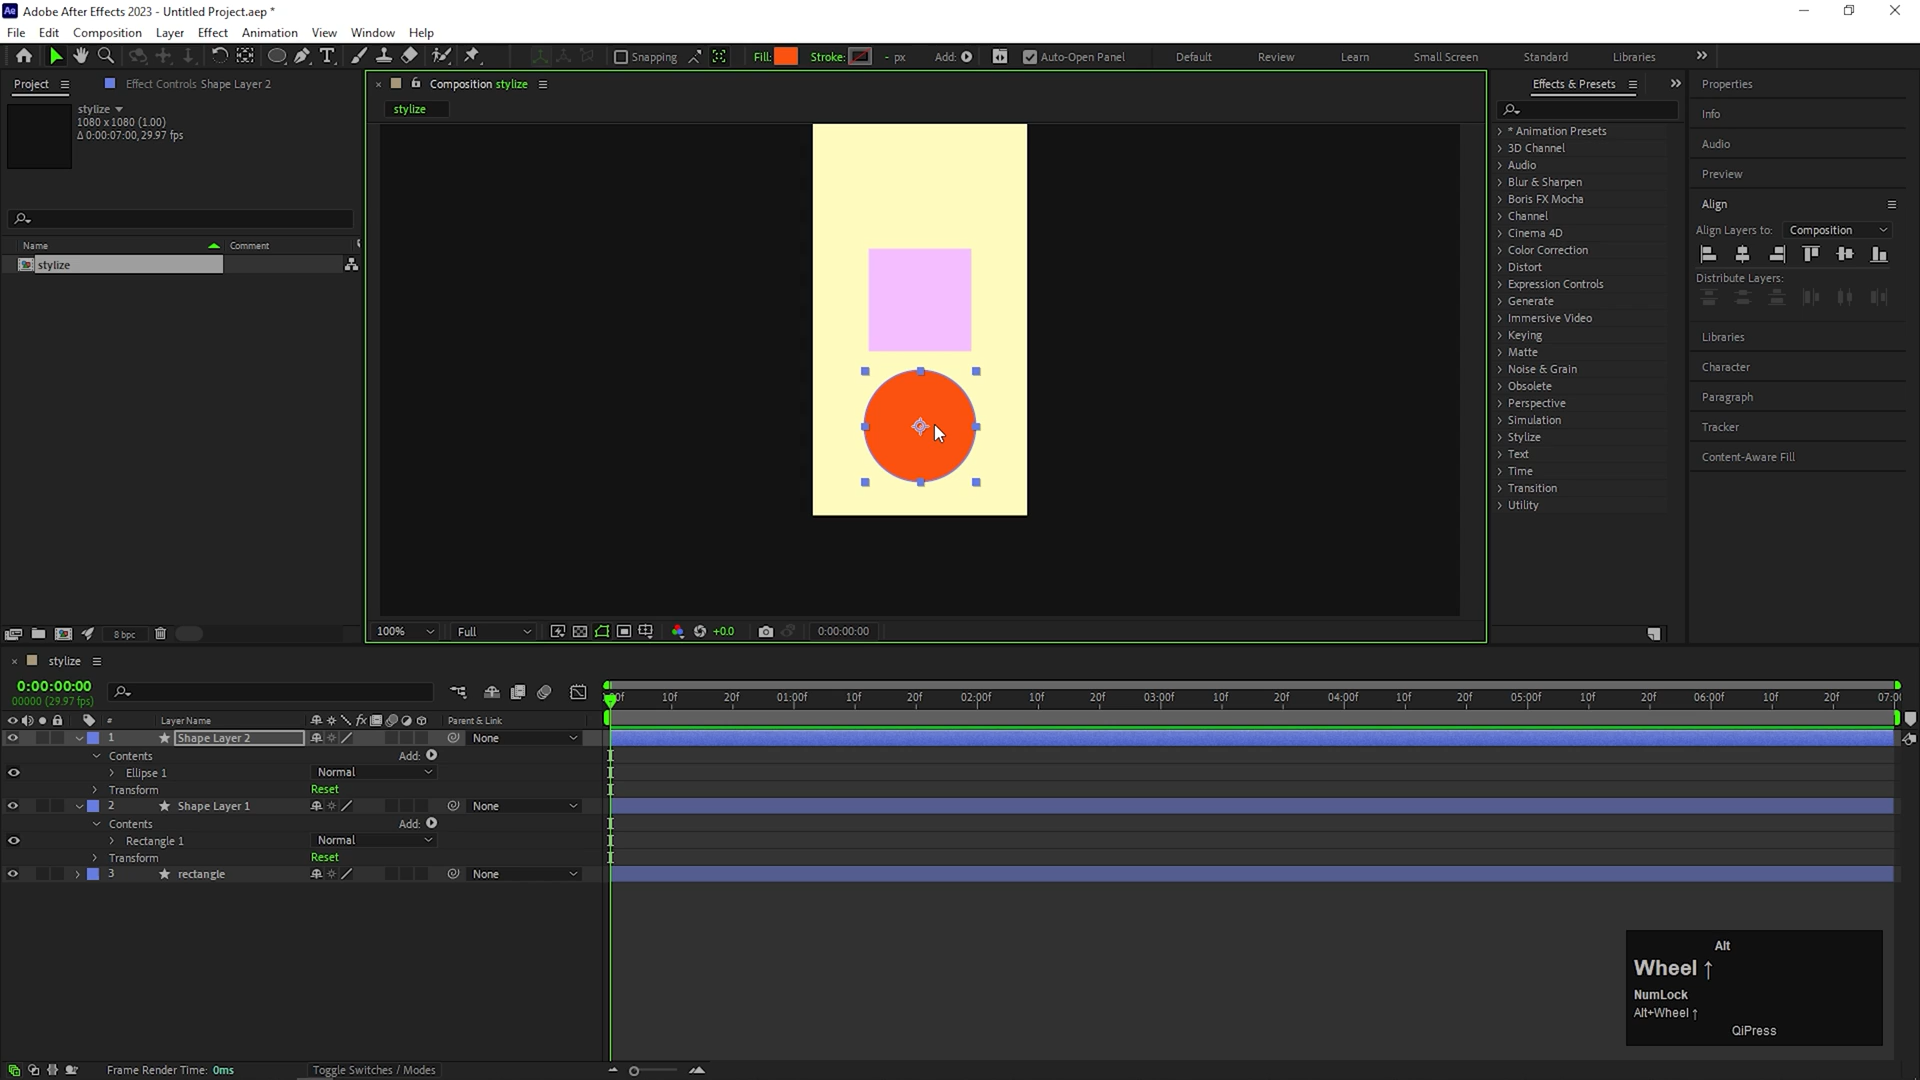 Adobe After Effects 2023 - Untitled Project.aep *
File Edit Composition Layer Effect Animation View Window Help
Snapping Fill: Stroke: - px Add: Auto-Open Panel Default Review Learn Small Screen Standard Libraries
Project Effect Controls Shape Layer 2
stylize
1080 x 1080 (1.00)
Δ 0:00:07:00, 29.97 fps
Name Comment
stylize
8 bpc
Composition stylize
stylize
100% Full +0.0 0:00:00:00
Effects & Presets
* Animation Presets
3D Channel
Audio
Blur & Sharpen
Boris FX Mocha
Channel
Cinema 4D
Color Correction
Distort
Expression Controls
Generate
Immersive Video
Keying
Matte
Noise & Grain
Obsolete
Perspective
Simulation
Stylize
Text
Time
Transition
Utility
Properties
Info
Audio
Preview
Align
Align Layers to: Composition
Distribute Layers:
Libraries
Character
Paragraph
Tracker
Content-Aware Fill
stylize
0:00:00:00
00000 (29.97 fps)
10f 20f 01:00f 10f 20f 02:00f 10f 20f 03:00f 10f 20f 04:00f 10f 20f 05:00f 10f 20f 06:00f 10f 20f
# Layer Name fx Parent & Link
1 Shape Layer 2 None
Contents Add:
Ellipse 1 Normal
Transform Reset
2 Shape Layer 1 None
Contents Add:
Rectangle 1 Normal
Transform Reset
3 rectangle None
Alt
Wheel ↑
NumLock
Alt+Wheel ↑
QiPress
Frame Render Time: 0ms Toggle Switches / Modes